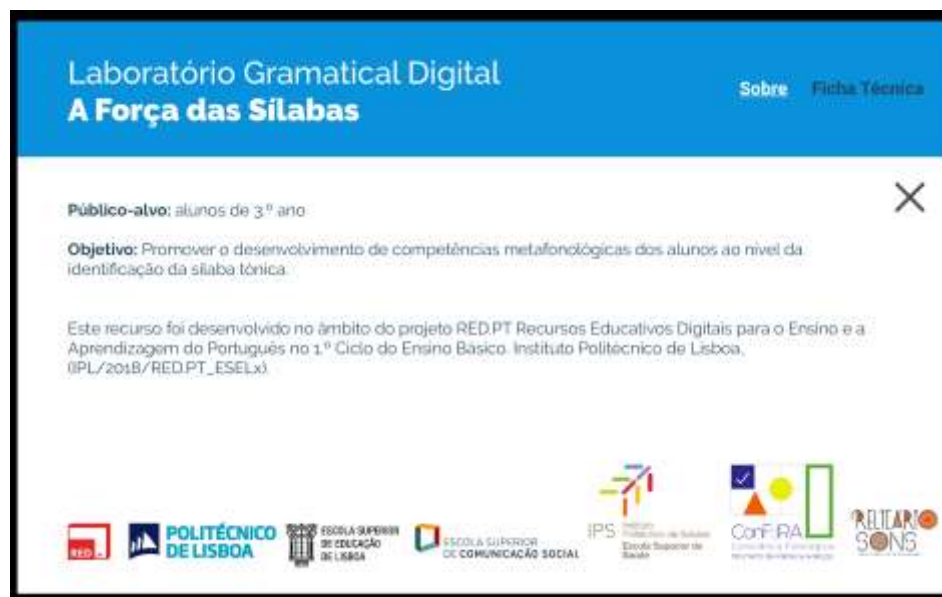 Laboratório Gramatical Digital
A Força das Sílabas
Sobre Ficha Técnica
Público-alvo: alunos de 3.º ano
Objetivo: Promover o desenvolvimento de competências metafonológicas dos alunos ao nível da
identificação da sílaba tónica.
Este recurso foi desenvolvido no âmbito do projeto RED.PT Recursos Educativos Digitais para o Ensino e a
Aprendizagem do Português no 1.º Ciclo do Ensino Básico. Instituto Politécnico de Lisboa,
(IPL/2018/RED.PT_ESELx).
RED
POLITÉCNICO
DE LISBOA
ESCOLA SUPERIOR
DE EDUCAÇÃO
DE LISBOA
ESCOLA SUPERIOR
DE COMUNICAÇÃO SOCIAL
IPS
Escola Superior de
Saúde
RELICÁRIO
SONS